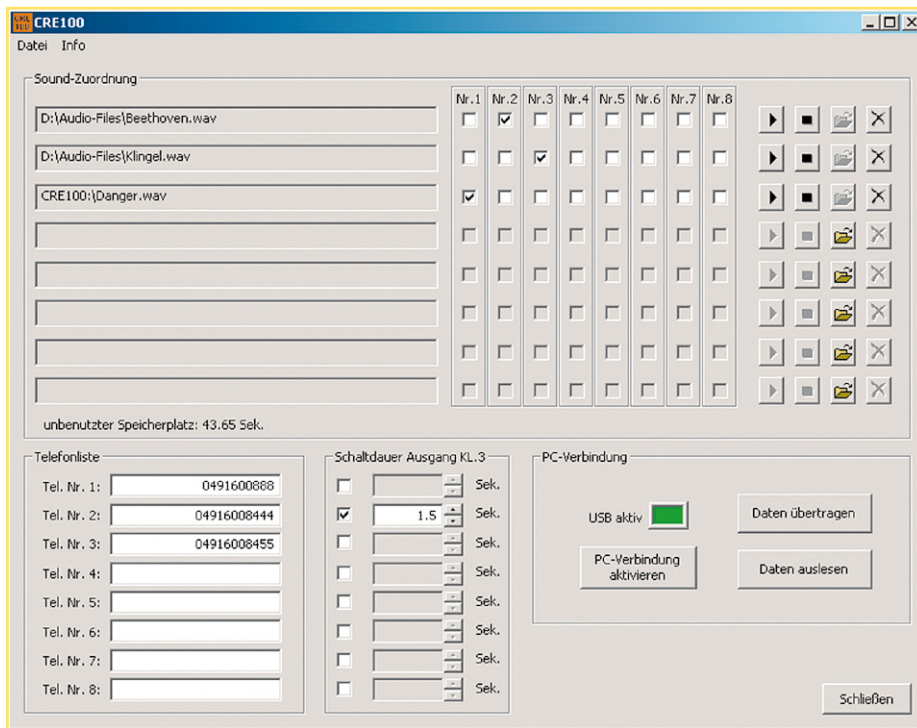 CRE 100 CRE100
Datei Info
Sound-Zuordnung
Nr.1 Nr.2 Nr.3 Nr.4 Nr.5 Nr.6 Nr.7 Nr.8
D:\Audio-Files\Beethoven.wav
D:\Audio-Files\Klingel.wav
CRE100:\Danger.wav
unbenutzter Speicherplatz: 43.65 Sek.
Telefonliste
Tel. Nr. 1: 0491600888
Tel. Nr. 2: 04916008444
Tel. Nr. 3: 04916008455
Tel. Nr. 4:
Tel. Nr. 5:
Tel. Nr. 6:
Tel. Nr. 7:
Tel. Nr. 8:
Schaltdauer Ausgang KL.3
Sek.
1.5 Sek.
Sek.
Sek.
Sek.
Sek.
Sek.
Sek.
PC-Verbindung
USB aktiv
Daten übertragen
PC-Verbindung
aktivieren
Daten auslesen
Schließen